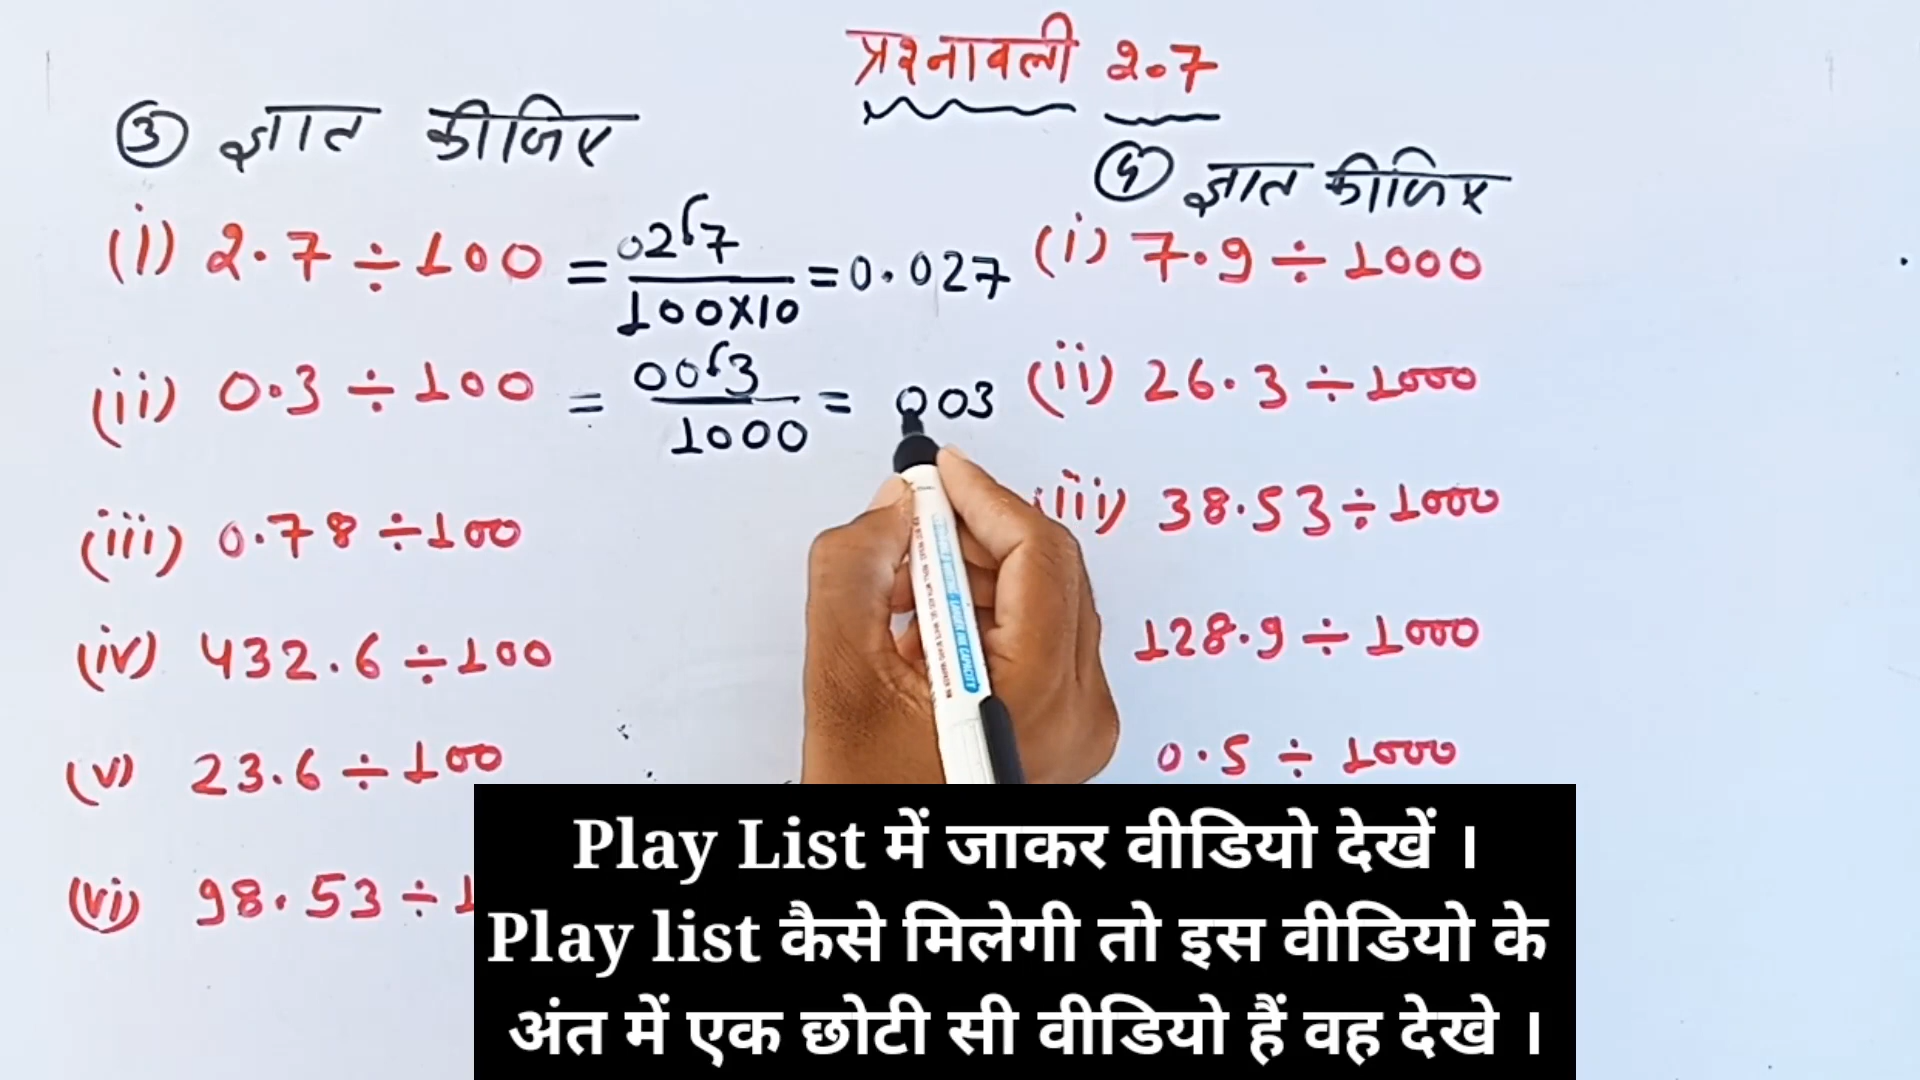 प्रश्नावली 2.7
③ ज्ञात कीजिए
(i) 2.7 ÷ 100 = 02.7 / 100×10 = 0.027
(ii) 0.3 ÷ 100 = 00.3 / 1000 = 003
(iii) 0.78 ÷ 100
(iv) 432.6 ÷ 100
(v) 23.6 ÷ 100
(vi) 98.53 ÷ 1
ज्ञात कीजिए
(i) 7.9 ÷ 1000
(ii) 26.3 ÷ 1000
(iii) 38.53 ÷ 1000
128.9 ÷ 1000
0.5 ÷ 1000
Play List में जाकर वीडियो देखें ।
Play list कैसे मिलेगी तो इस वीडियो के
अंत में एक छोटी सी वीडियो हैं वह देखे ।